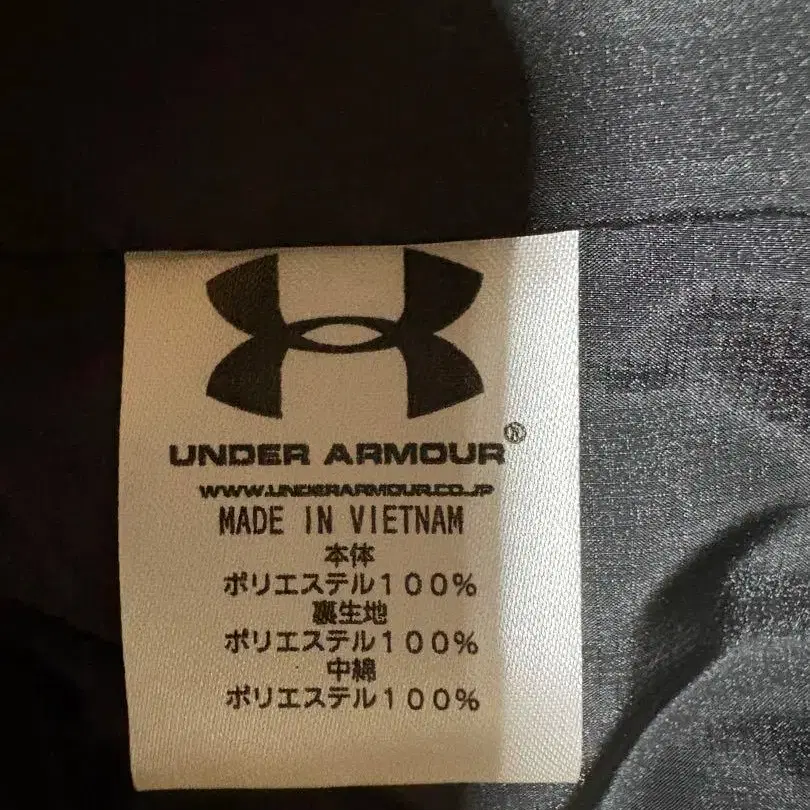 UNDER ARMOUR®
WWW.UNDERARMOUR.CO.JP
MADE IN VIETNAM
本体
ポリエステル100%
裏生地
ポリエステル100%
中綿
ポリエステル100%